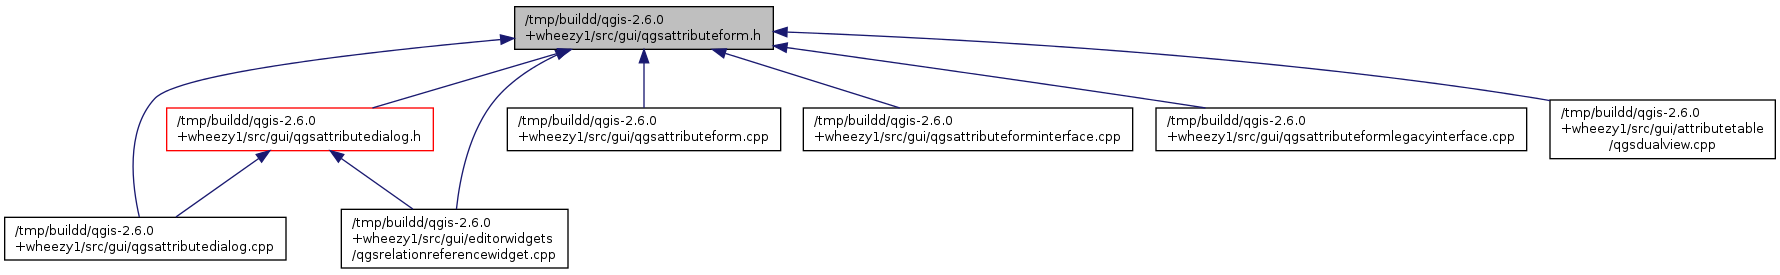 /tmp/buildd/qgis-2.6.0
+wheezy1/src/gui/qgsattributeform.h
/tmp/buildd/qgis-2.6.0
+wheezy1/src/gui/qgsattributedialog.h
/tmp/buildd/qgis-2.6.0
+wheezy1/src/gui/qgsattributeform.cpp
/tmp/buildd/qgis-2.6.0
+wheezy1/src/gui/qgsattributeforminterface.cpp
/tmp/buildd/qgis-2.6.0
+wheezy1/src/gui/qgsattributeformlegacyinterface.cpp
/tmp/buildd/qgis-2.6.0
+wheezy1/src/gui/attributetable
/qgsdualview.cpp
/tmp/buildd/qgis-2.6.0
+wheezy1/src/gui/qgsattributedialog.cpp
/tmp/buildd/qgis-2.6.0
+wheezy1/src/gui/editorwidgets
/qgsrelationreferencewidget.cpp